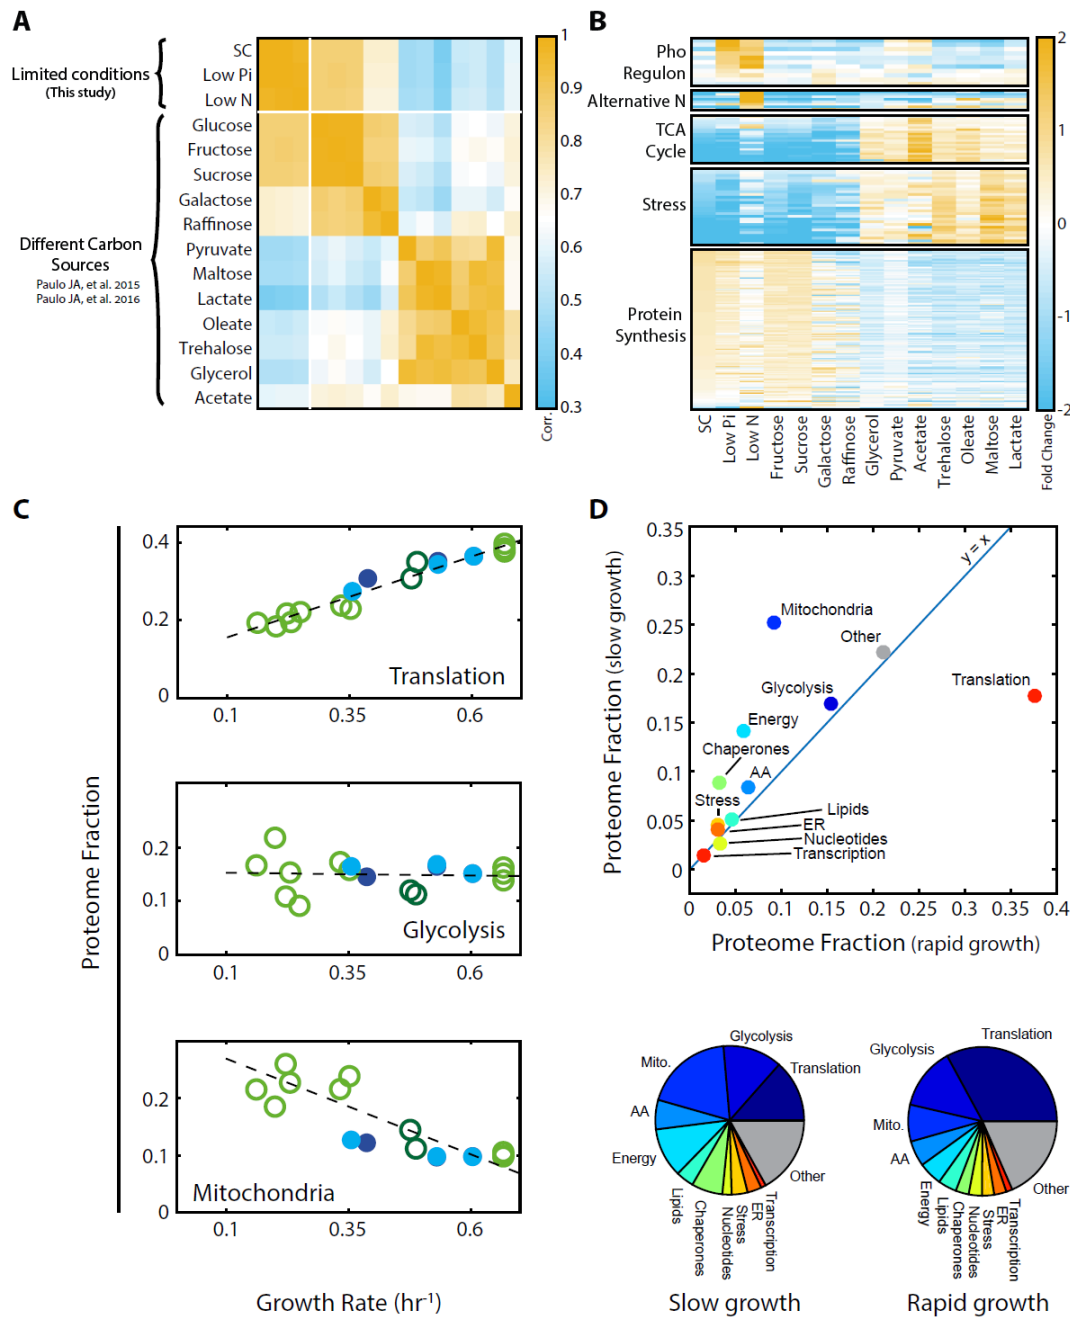 A
Limited conditions
(This study)
SC
Low Pi
Low N
Glucose
Fructose
Sucrose
Galactose
Raffinose
Pyruvate
Maltose
Lactate
Oleate
Trehalose
Glycerol
Acetate
Different Carbon
Sources
Paulo JA, et al. 2015
Paulo JA, et al. 2016
1
0.9
0.8
0.7
0.6
0.5
0.4
0.3
Corr.
B
Pho
Regulon
Alternative N
TCA
Cycle
Stress
Protein
Synthesis
SC
Low Pi
Low N
Fructose
Sucrose
Galactose
Raffinose
Glycerol
Pyruvate
Acetate
Trehalose
Oleate
Maltose
Lactate
2
1
0
-1
-2
Fold Change
C
Proteome Fraction
0.4
0.2
0
Translation
0.1
0.35
0.6
0.2
0.1
0
Glycolysis
0.1
0.35
0.6
0.2
0.1
0
Mitochondria
0.1
0.35
0.6
Growth Rate (hr-1)
D
Proteome Fraction (slow growth)
0.35
0.3
0.25
0.2
0.15
0.1
0.05
0
y = x
Mitochondria
Other
Translation
Glycolysis
Energy
Chaperones
AA
Stress
Lipids
ER
Nucleotides
Transcription
0
0.05
0.1
0.15
0.2
0.25
0.3
0.35
0.4
Proteome Fraction (rapid growth)
Glycolysis
Translation
Mito.
AA
Energy
Lipids
Chaperones
Nucleotides
Stress
ER
Transcription
Other
Slow growth
Translation
Glycolysis
Mito.
AA
Energy
Lipids
Chaperones
Nucleotides
Stress
ER
Transcription
Other
Rapid growth